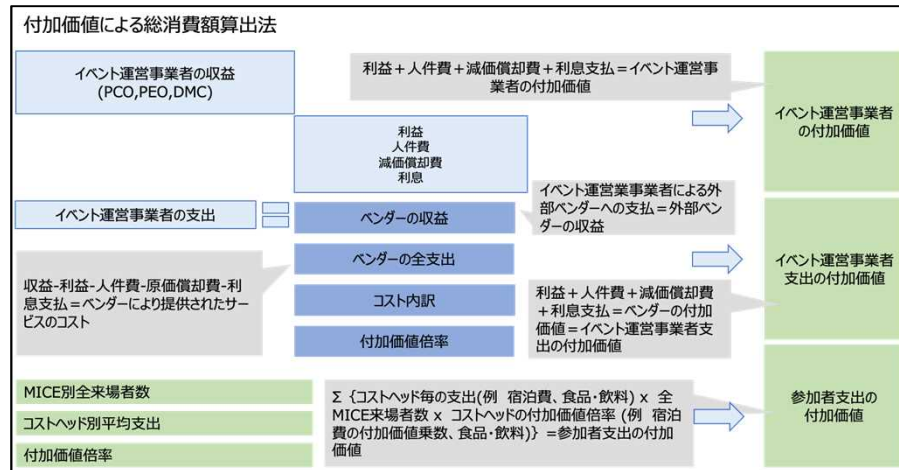 付加価値による総消費額算出法
イベント運営事業者の収益
(PCO,PEO,DMC)
利益＋人件費＋減価償却費＋利息支払＝イベント運営事
業者の付加価値
イベント運営事業者
の付加価値
利益
人件費
減価償却費
利息
イベント運営事業者の支出
ベンダーの収益
イベント運営業事業者による外
部ベンダーへの支払＝外部ベン
ダーの収益
ベンダーの全支出
イベント運営事業者
支出の付加価値
収益-利益-人件費-原価償却費-利
息支払＝ベンダーにより提供されたサー
ビスのコスト
コスト内訳
利益＋人件費＋減価償却費
＋利息支払＝ベンダーの付加
価値＝イベント運営事業者支
出の付加価値
付加価値倍率
MICE別全来場者数
コストヘッド別平均支出
付加価値倍率
Σ {コストヘッド毎の支出(例 宿泊費、食品・飲料) x 全
MICE来場者数 x コストヘッドの付加価値倍率 (例 宿泊
費の付加価値乗数、食品・飲料)} ＝参加者支出の付加
価値
参加者支出の
付加価値